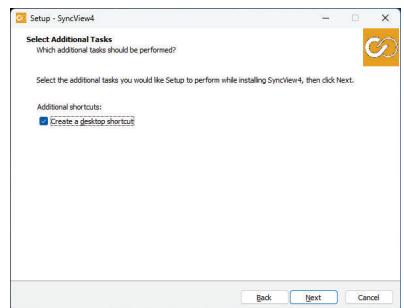 Setup - SyncView4
Select Additional Tasks
Which additional tasks should be performed?
Select the additional tasks you would like Setup to perform while installing SyncView4, then click Next.
Additional shortcuts:
Create a desktop shortcut
Back Next Cancel